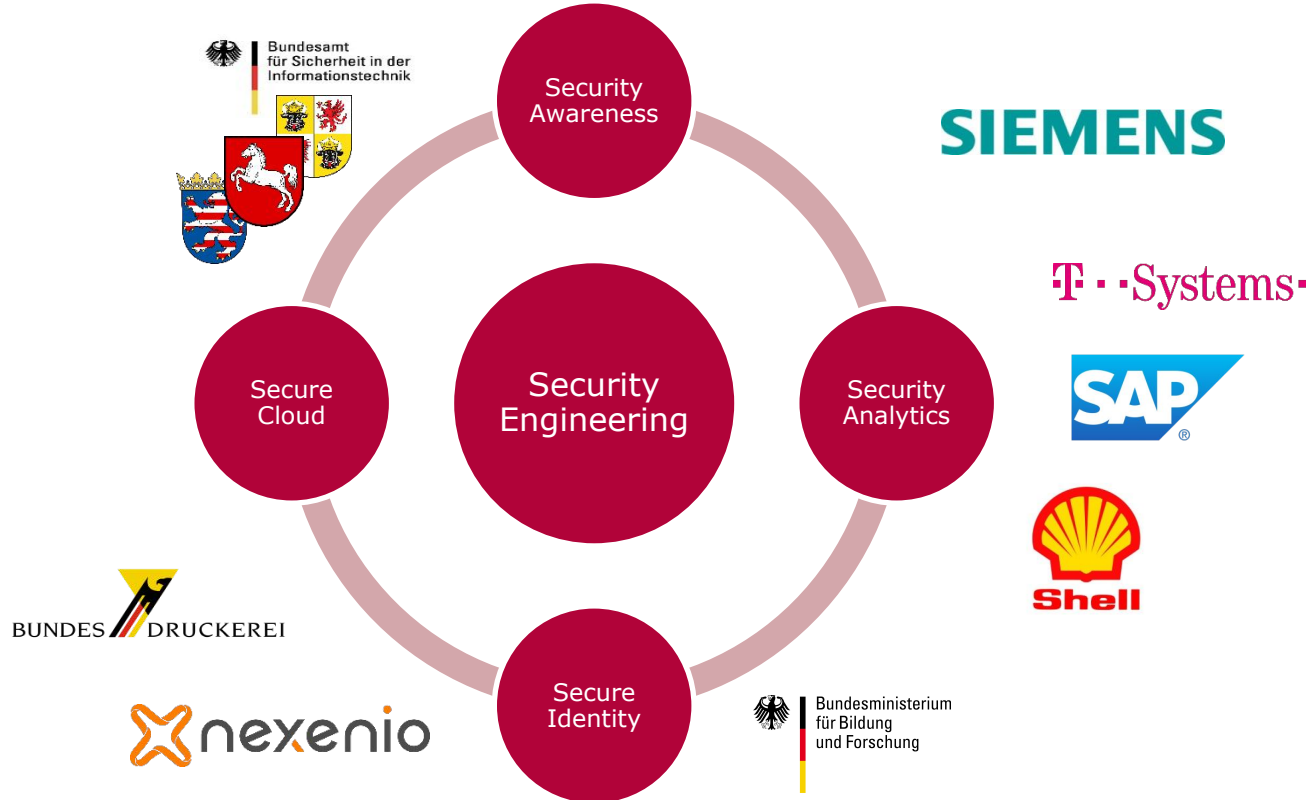 Bundesamt
für Sicherheit in der
Informationstechnik
Security
Awareness
SIEMENS
T··Systems·
Secure
Cloud
Security
Engineering
Security
Analytics
SAP
®
Shell
BUNDES DRUCKEREI
Secure
Identity
nexenio
Bundesministerium
für Bildung
und Forschung